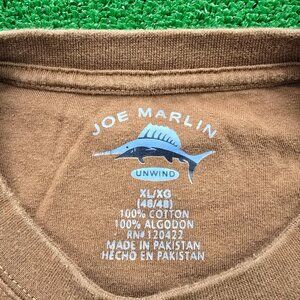 JOE MARLIN
UNWIND
XL/XG
(46/48)
100% COTTON
100% ALGODON
RN# 120422
MADE IN PAKISTAN
HECHO EN PAKISTAN